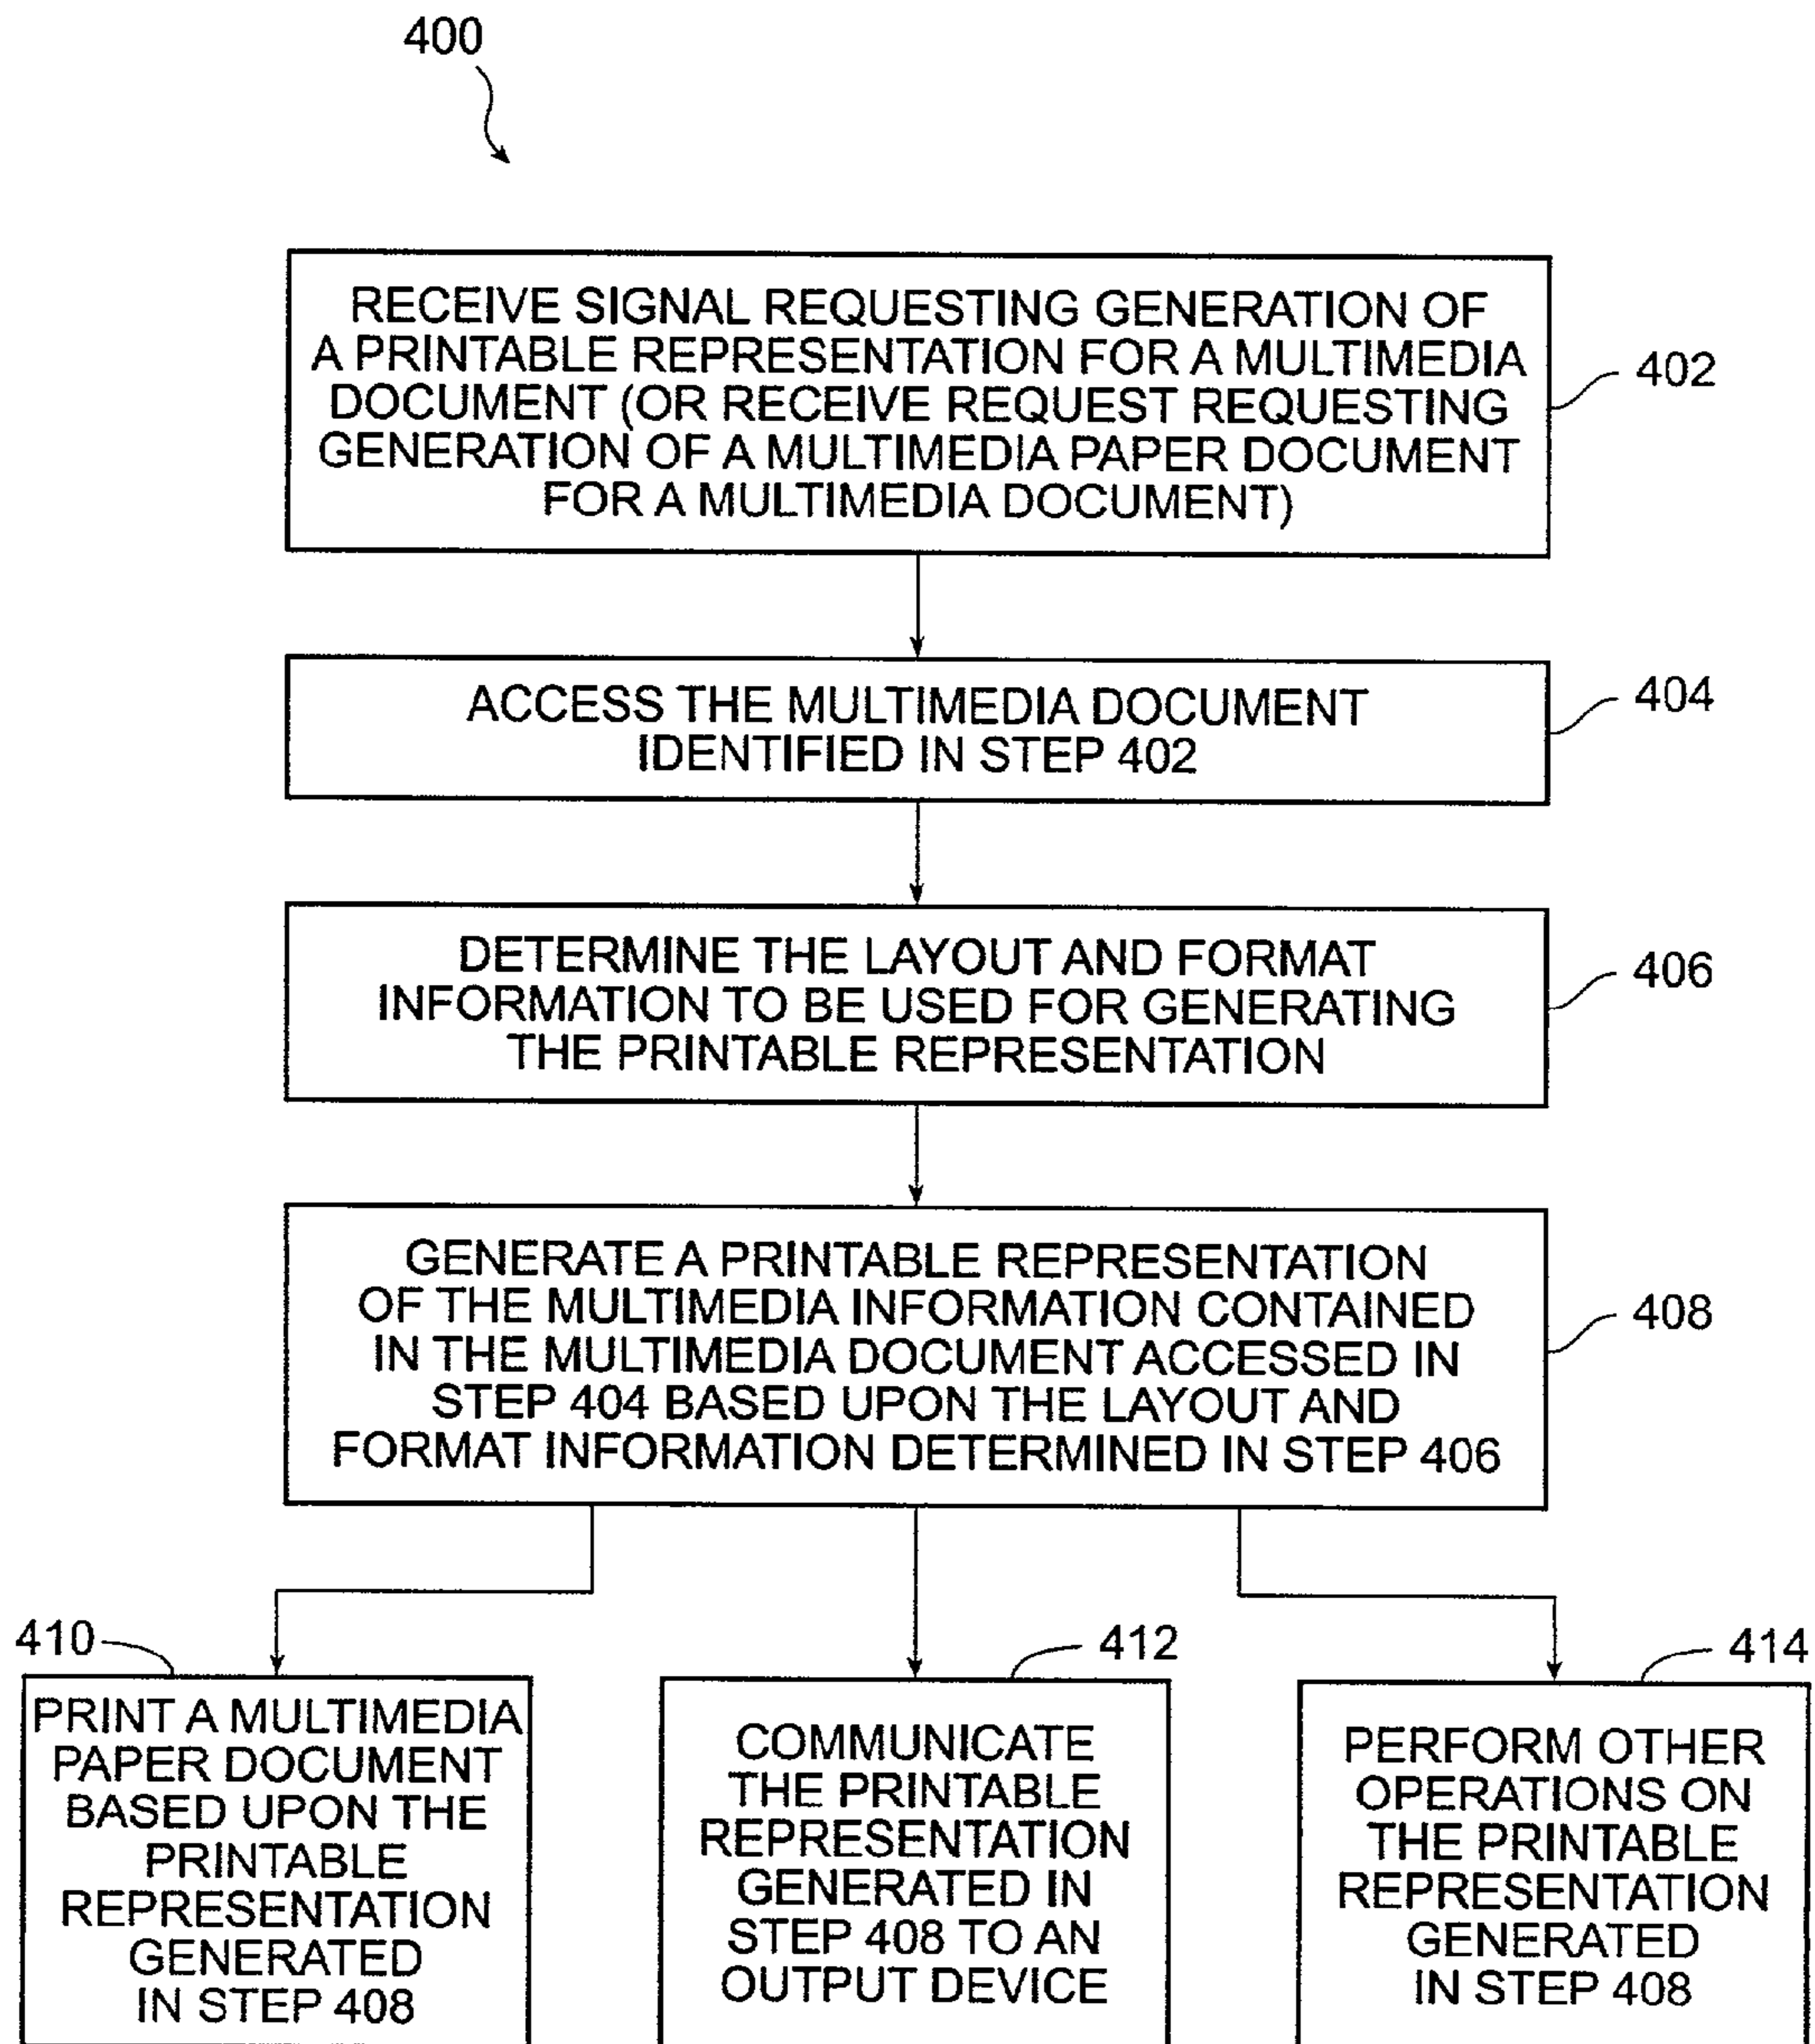 400
RECEIVE SIGNAL REQUESTING GENERATION OF
A PRINTABLE REPRESENTATION FOR A MULTIMEDIA
DOCUMENT (OR RECEIVE REQUEST REQUESTING
GENERATION OF A MULTIMEDIA PAPER DOCUMENT
FOR A MULTIMEDIA DOCUMENT)
402
ACCESS THE MULTIMEDIA DOCUMENT
IDENTIFIED IN STEP 402
404
DETERMINE THE LAYOUT AND FORMAT
INFORMATION TO BE USED FOR GENERATING
THE PRINTABLE REPRESENTATION
406
GENERATE A PRINTABLE REPRESENTATION
OF THE MULTIMEDIA INFORMATION CONTAINED
IN THE MULTIMEDIA DOCUMENT ACCESSED IN
STEP 404 BASED UPON THE LAYOUT AND
FORMAT INFORMATION DETERMINED IN STEP 406
408
410
PRINT A MULTIMEDIA
PAPER DOCUMENT
BASED UPON THE
PRINTABLE
REPRESENTATION
GENERATED
IN STEP 408
412
COMMUNICATE
THE PRINTABLE
REPRESENTATION
GENERATED IN
STEP 408 TO AN
OUTPUT DEVICE
414
PERFORM OTHER
OPERATIONS ON
THE PRINTABLE
REPRESENTATION
GENERATED
IN STEP 408